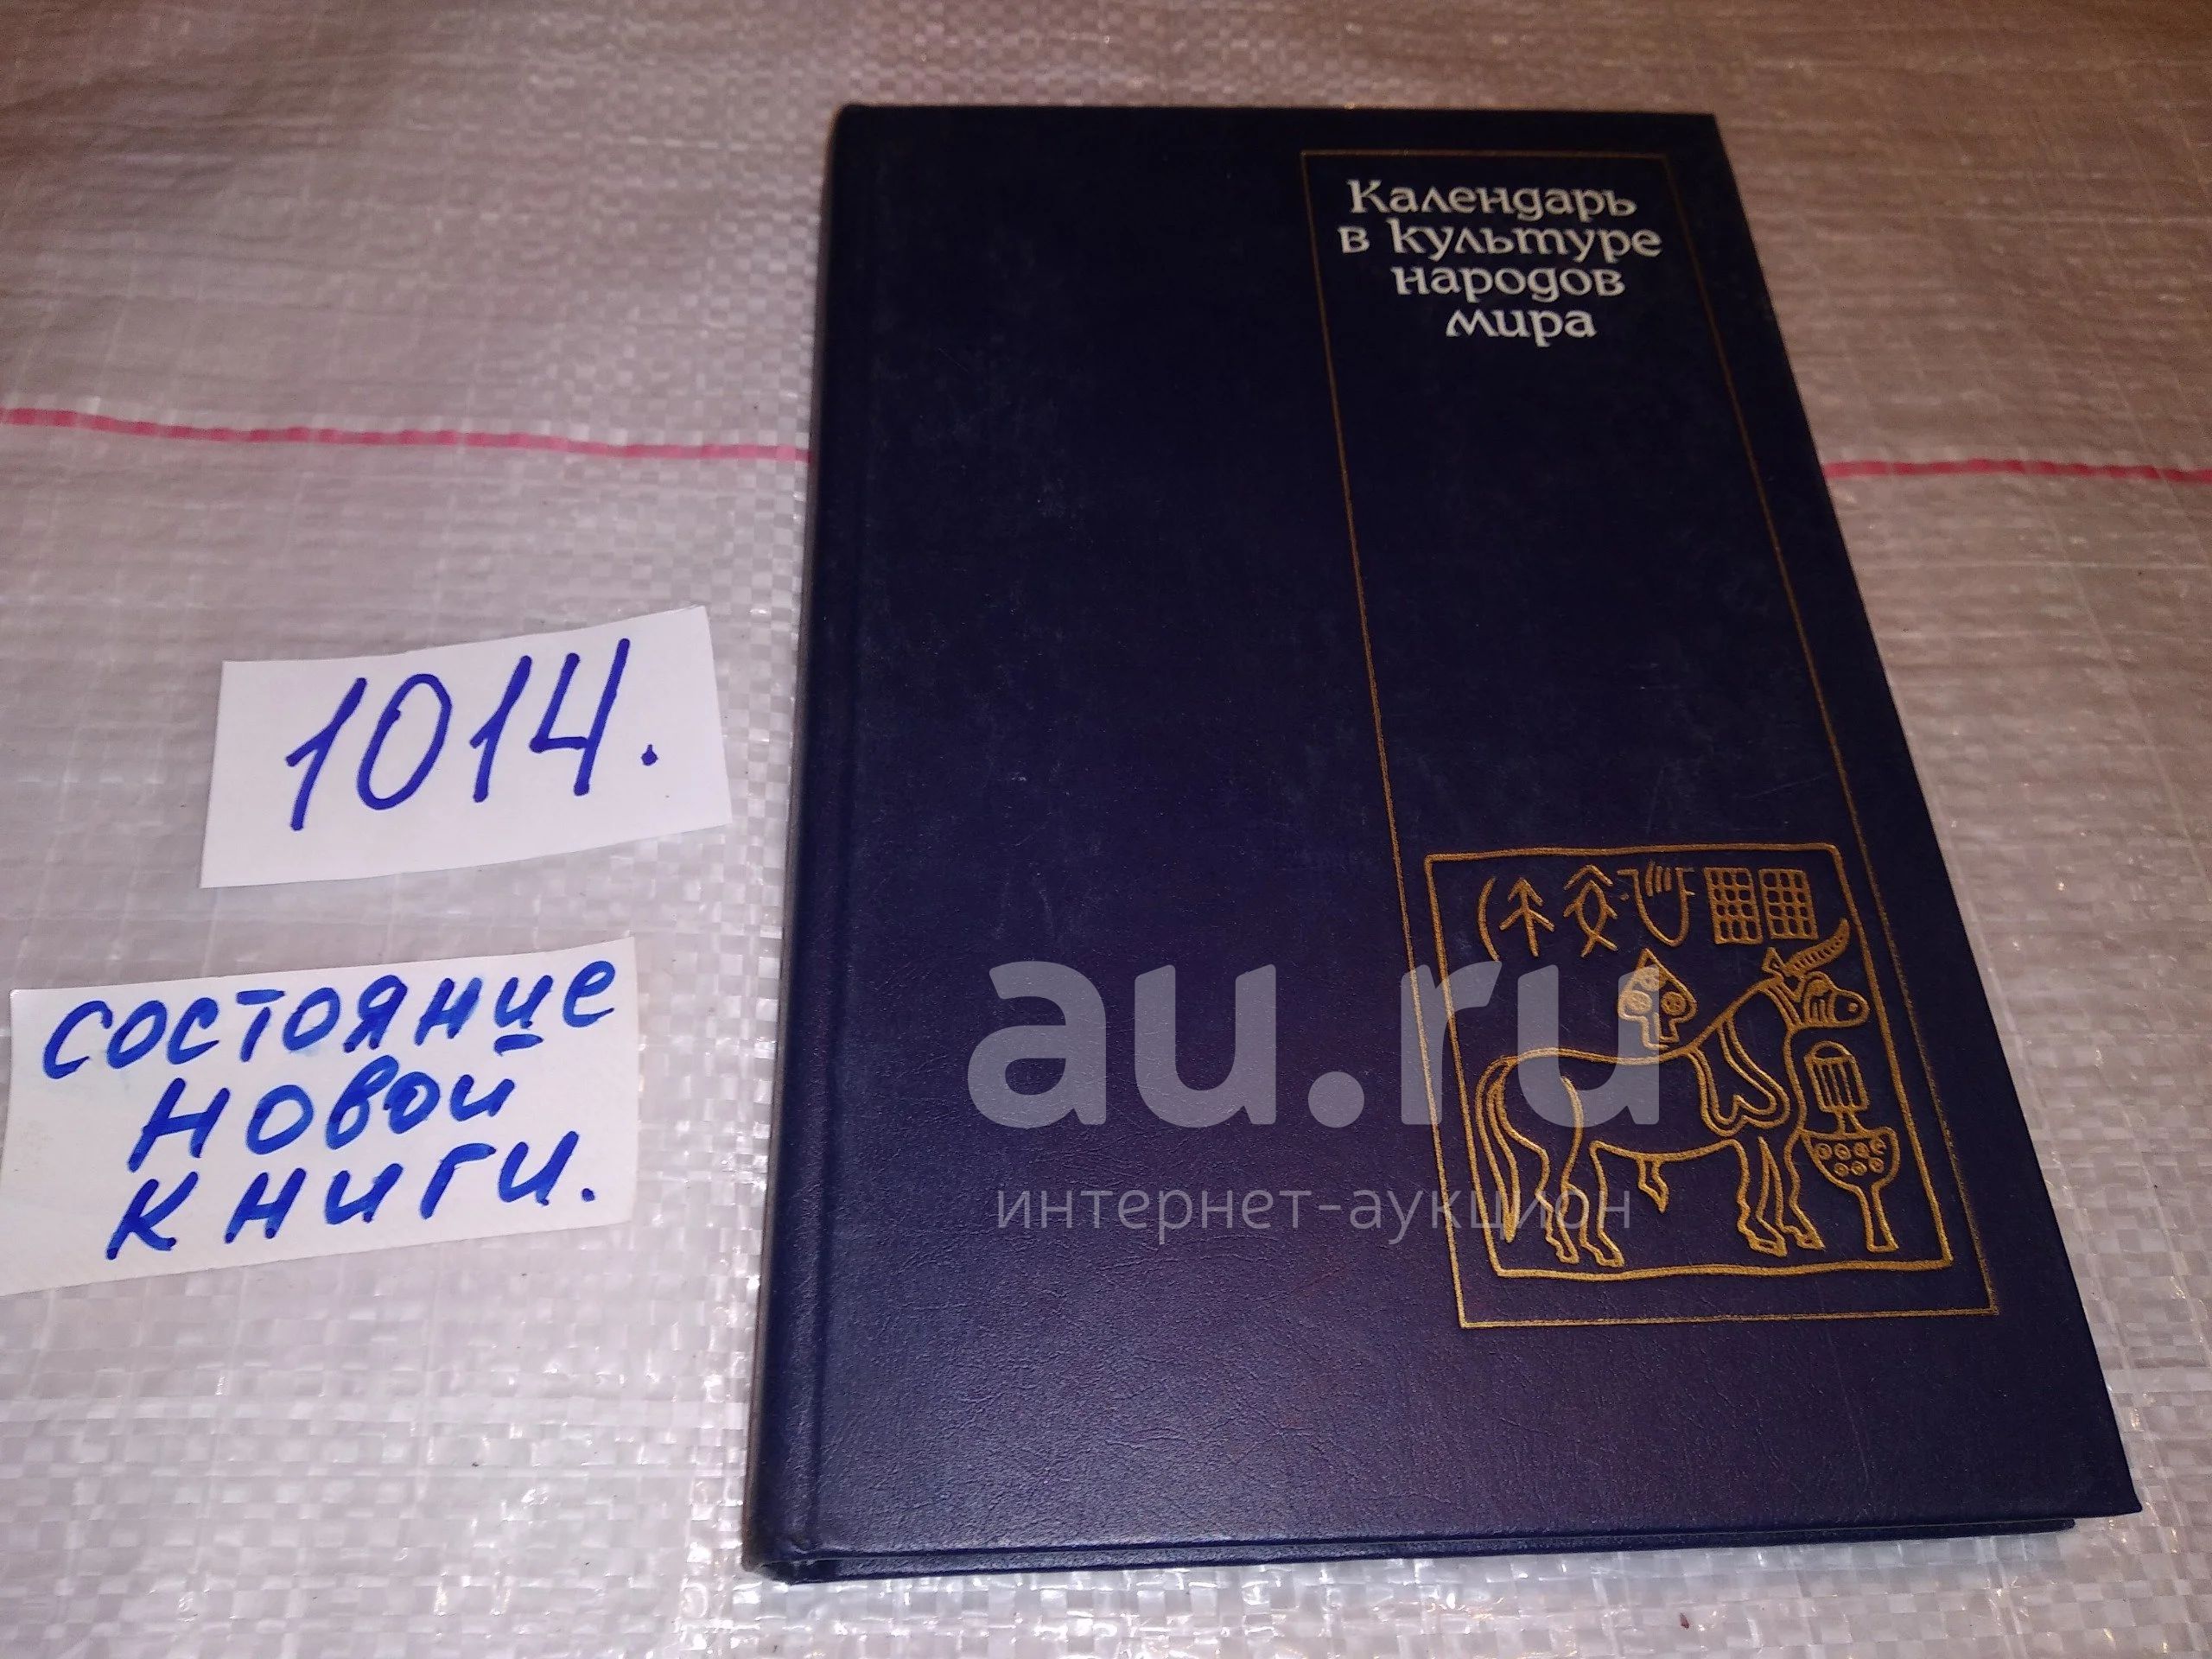 Календарь
в культуре
народов
мира
1014.
состояние
новой
книги.
au.ru
интернет-аукцион